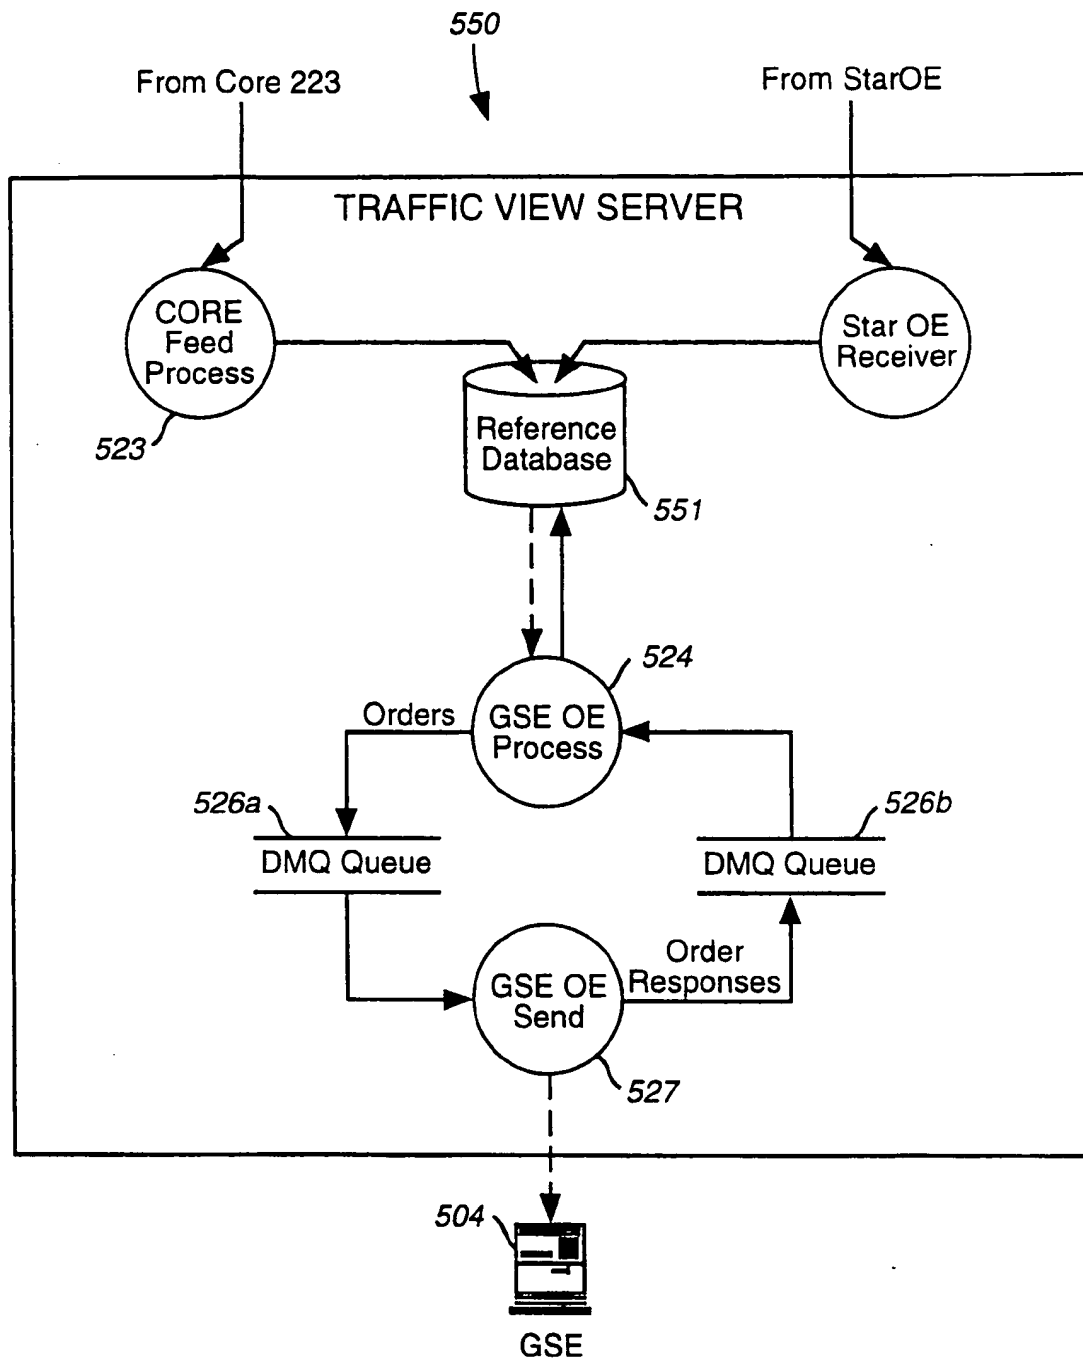 550
From Core 223
From StarOE
TRAFFIC VIEW SERVER
CORE
Feed
Process
Star OE
Receiver
523
Reference
Database
551
524
Orders
GSE OE
Process
526a
526b
DMQ Queue
DMQ Queue
Order
Responses
GSE OE
Send
527
504
GSE